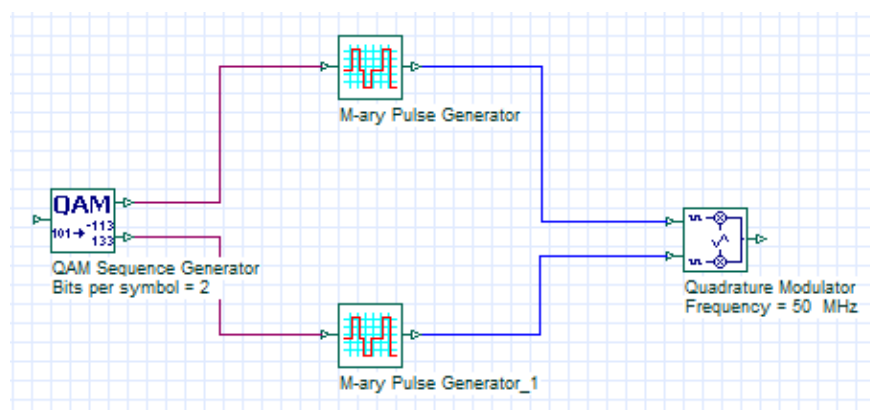 M-ary Pulse Generator
QAM
101→ -113
133
QAM Sequence Generator
Bits per symbol = 2
Quadrature Modulator
Frequency = 50 MHz
M-ary Pulse Generator_1